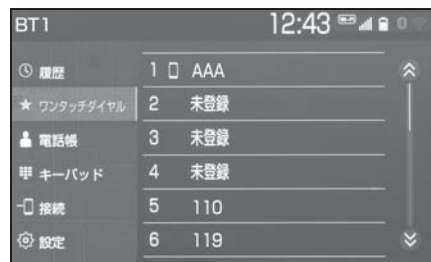 BT1 12:43 0
履歴
ワンタッチダイヤル
電話帳
キーパッド
接続
設定
1 AAA
2 未登録
3 未登録
4 未登録
5 110
6 119